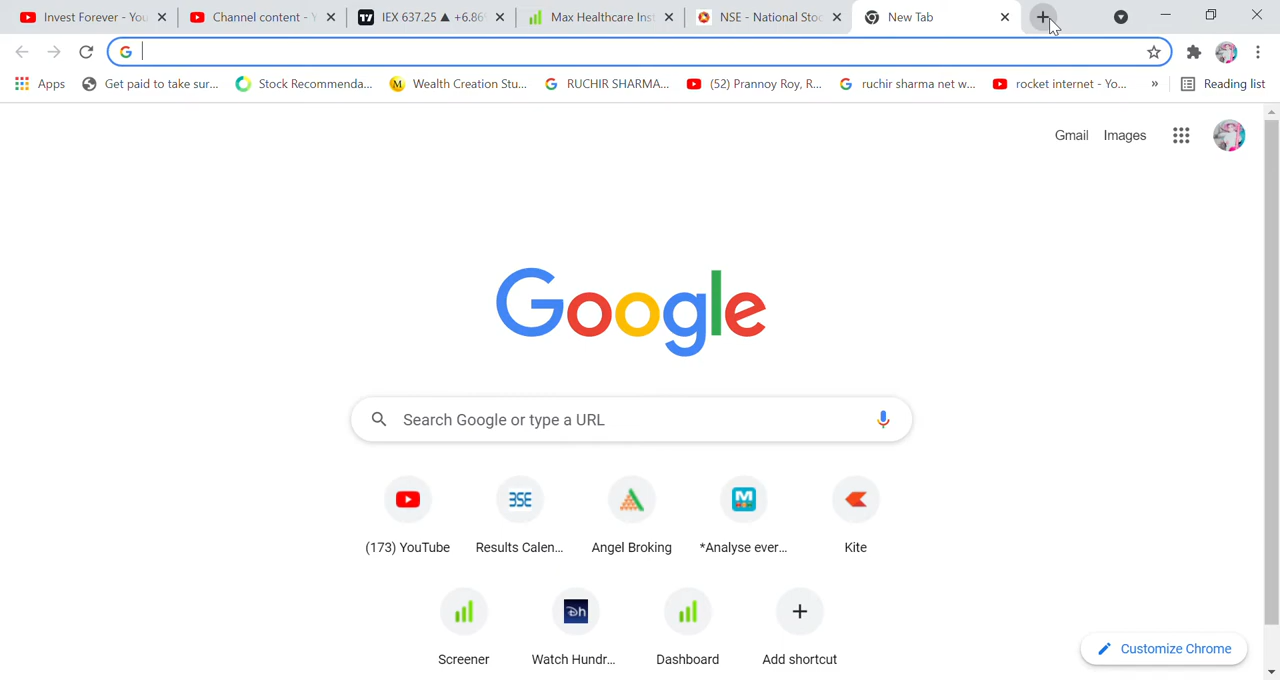 Invest Forever - You
Channel content - Y
IEX 637.25 ▲ +6.86
Max Healthcare Inst
NSE - National Stoc
New Tab
Apps
Get paid to take sur...
Stock Recommenda...
Wealth Creation Stu...
RUCHIR SHARMA...
(52) Prannoy Roy, R...
ruchir sharma net w...
rocket internet - Yo...
»
Reading list
Gmail
Images
Google
Search Google or type a URL
(173) YouTube
Results Calen...
Angel Broking
*Analyse ever...
Kite
Screener
Watch Hundr...
Dashboard
Add shortcut
Customize Chrome